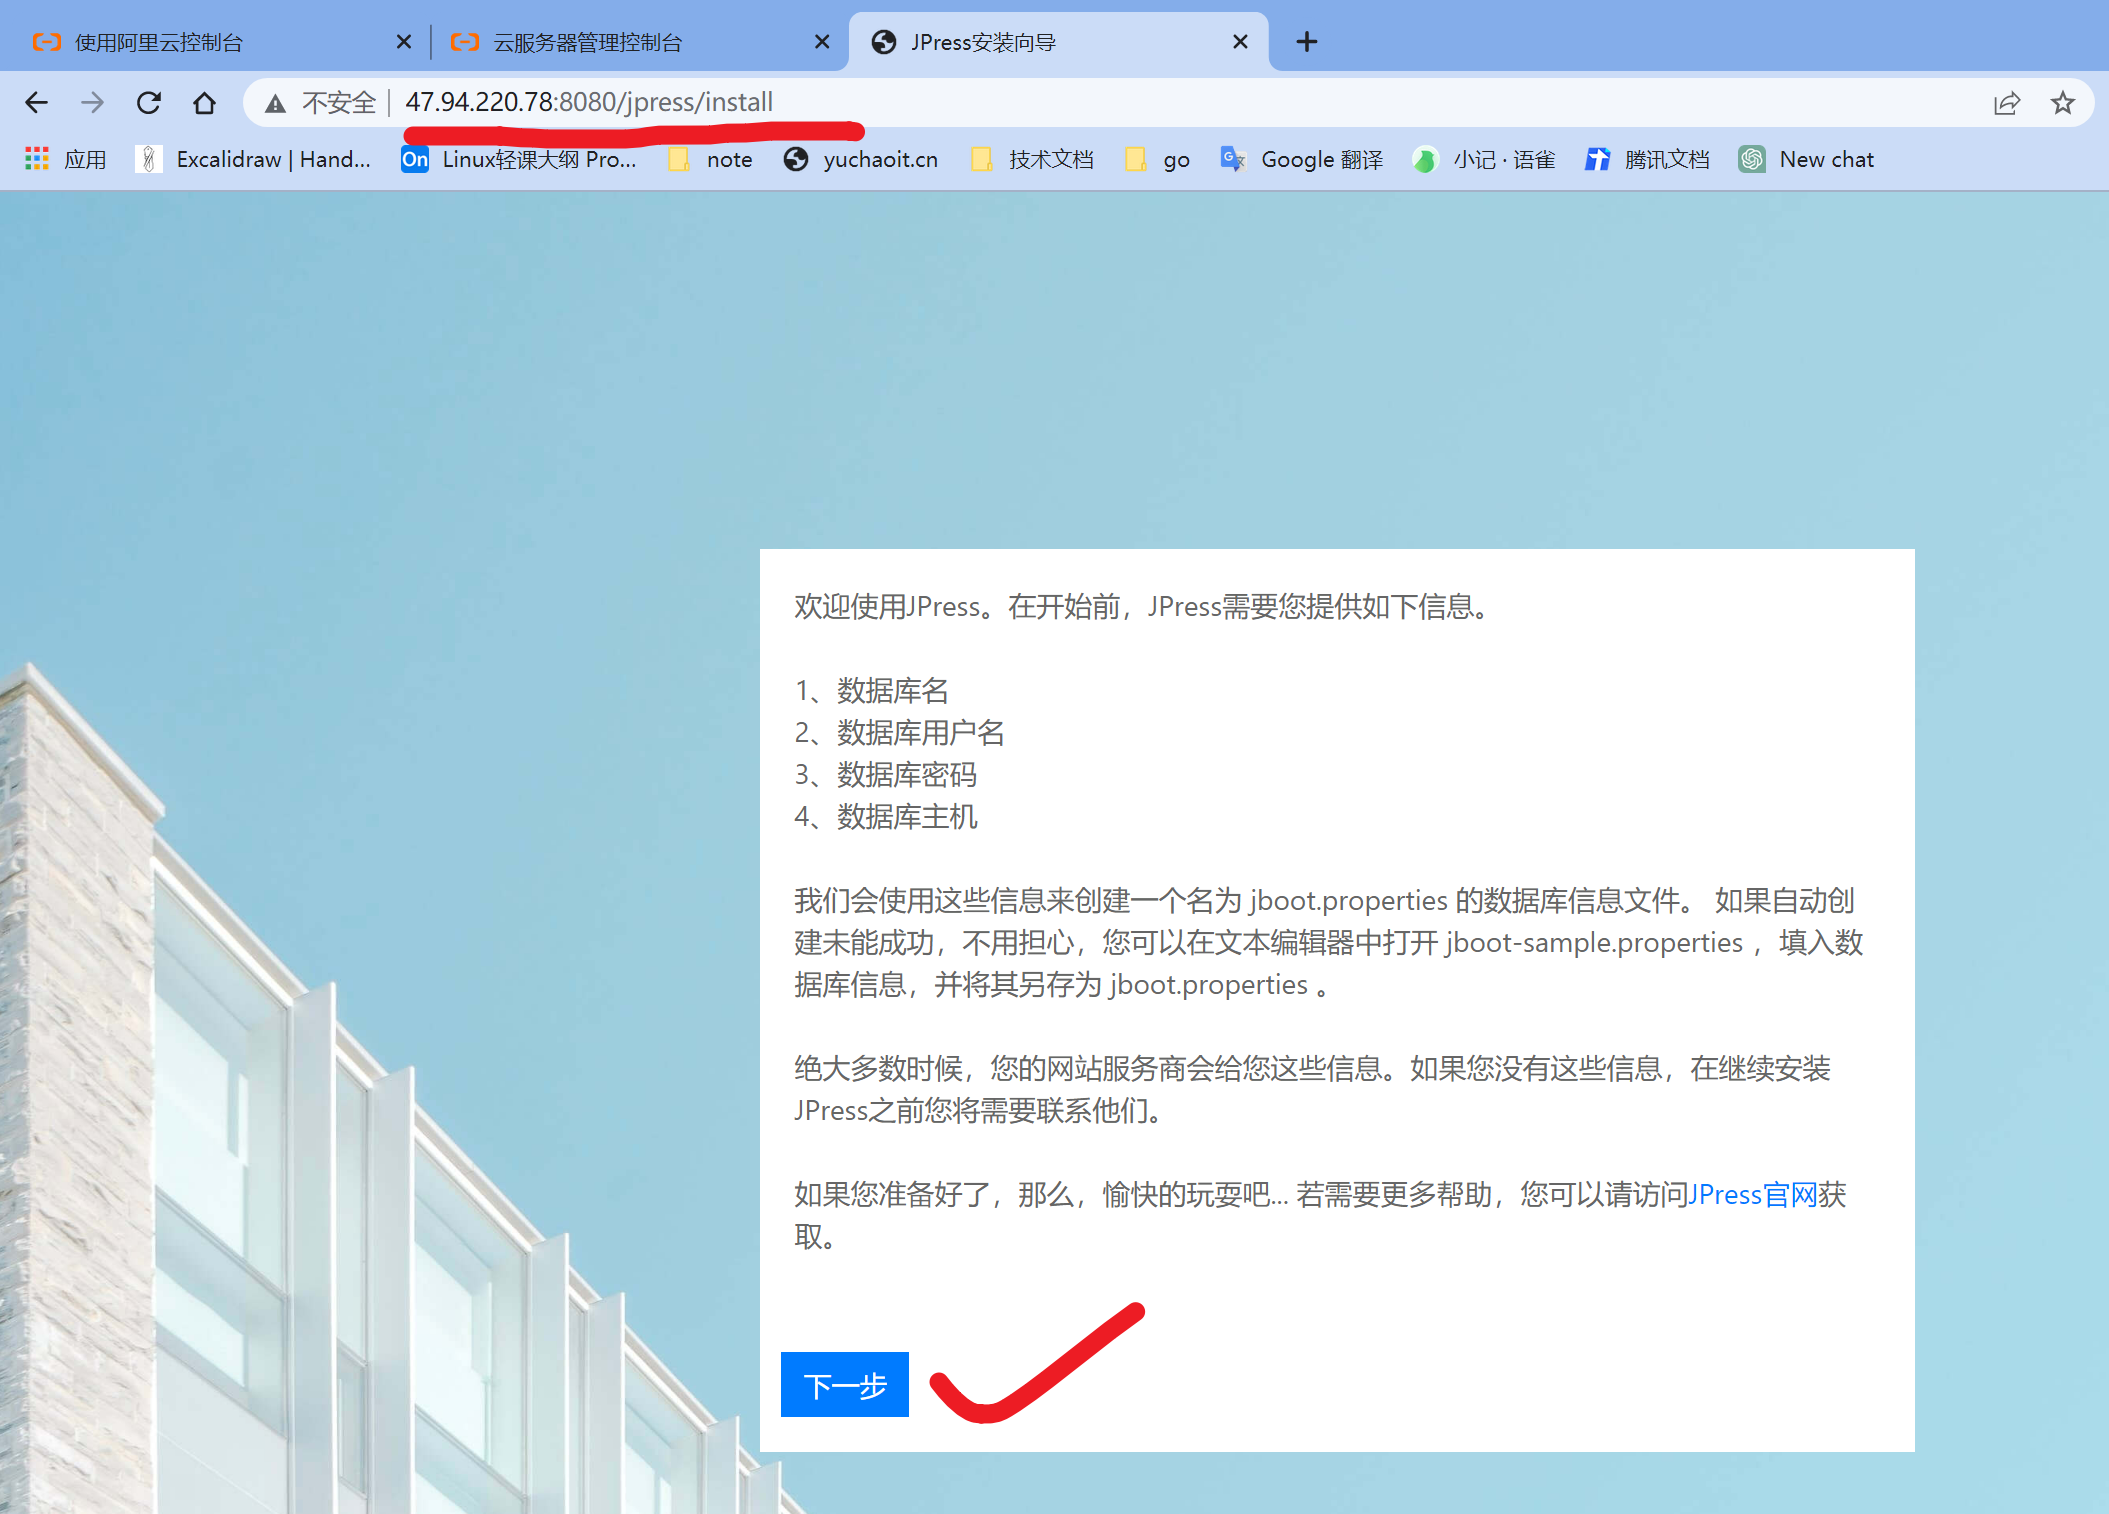 使用阿里云控制台
云服务器管理控制台
JPress安装向导
不安全 47.94.220.78:8080/jpress/install
应用
Excalidraw | Hand...
On Linux轻课大纲 Pro...
note
yuchaoit.cn
技术文档
go
Google 翻译
小记 · 语雀
腾讯文档
New chat
欢迎使用JPress。在开始前，JPress需要您提供如下信息。
1、数据库名
2、数据库用户名
3、数据库密码
4、数据库主机
我们会使用这些信息来创建一个名为 jboot.properties 的数据库信息文件。 如果自动创
建未能成功，不用担心，您可以在文本编辑器中打开 jboot-sample.properties ，填入数
据库信息，并将其另存为 jboot.properties 。
绝大多数时候，您的网站服务商会给您这些信息。如果您没有这些信息，在继续安装
JPress之前您将需要联系他们。
如果您准备好了，那么，愉快的玩耍吧... 若需要更多帮助，您可以请访问JPress官网获
取。
下一步